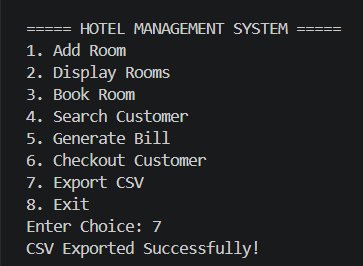 ===== HOTEL MANAGEMENT SYSTEM =====
1. Add Room
2. Display Rooms
3. Book Room
4. Search Customer
5. Generate Bill
6. Checkout Customer
7. Export CSV
8. Exit
Enter Choice: 7
CSV Exported Successfully!